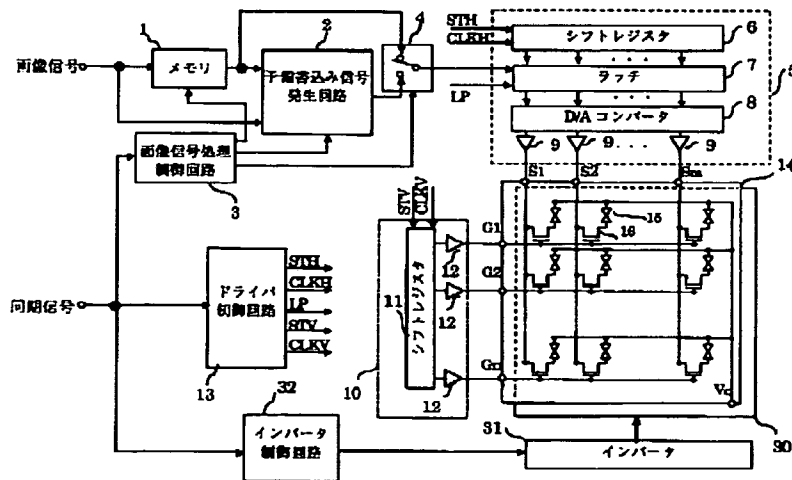 1
2
4
STH
CLKH
シフトレジスタ
6
画像信号
メモリ
予備書込み信号
発生回路
ラッチ
7
5
LP
8
D/A コンバータ
画像信号処理
制御回路
3
9
9 . . .
9
S1
S2
Sm
14
STV
CLKV
15
16
G1
12
G2
12
Gn
12
同期信号
ドライバ
制御回路
STH
CLKH
LP
STV
CLKV
13
11
シフトレジスタ
10
32
インバータ
制御回路
31
インバータ
30